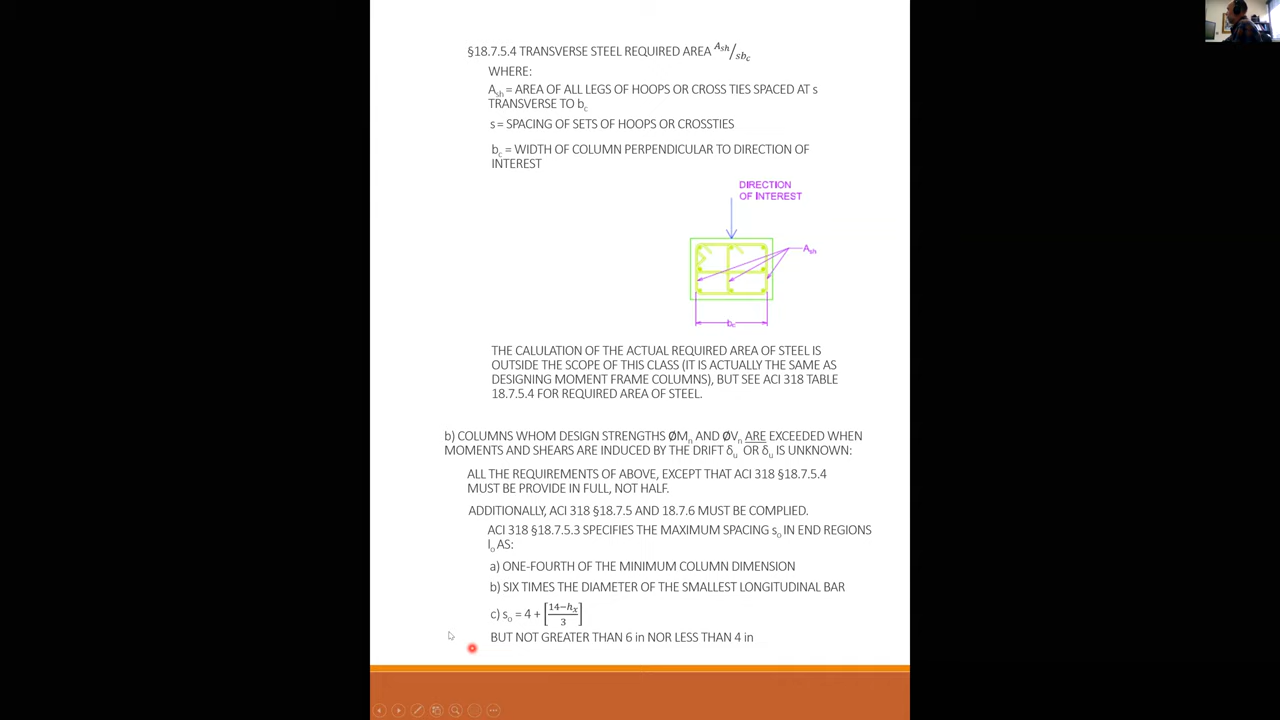 §18.7.5.4 TRANSVERSE STEEL REQUIRED AREA Ash/sbc
WHERE:
Ash = AREA OF ALL LEGS OF HOOPS OR CROSS TIES SPACED AT s
TRANSVERSE TO bc
s = SPACING OF SETS OF HOOPS OR CROSSTIES
bc = WIDTH OF COLUMN PERPENDICULAR TO DIRECTION OF
INTEREST
DIRECTION
OF INTEREST
Ash
bc
THE CALULATION OF THE ACTUAL REQUIRED AREA OF STEEL IS
OUTSIDE THE SCOPE OF THIS CLASS (IT IS ACTUALLY THE SAME AS
DESIGNING MOMENT FRAME COLUMNS), BUT SEE ACI 318 TABLE
18.7.5.4 FOR REQUIRED AREA OF STEEL.
b) COLUMNS WHOM DESIGN STRENGTHS ØMn AND ØVn ARE EXCEEDED WHEN
MOMENTS AND SHEARS ARE INDUCED BY THE DRIFT δu OR δu IS UNKNOWN:
ALL THE REQUIREMENTS OF ABOVE, EXCEPT THAT ACI 318 §18.7.5.4
MUST BE PROVIDE IN FULL, NOT HALF.
ADDITIONALLY, ACI 318 §18.7.5 AND 18.7.6 MUST BE COMPLIED.
ACI 318 §18.7.5.3 SPECIFIES THE MAXIMUM SPACING so IN END REGIONS
lo AS:
a) ONE-FOURTH OF THE MINIMUM COLUMN DIMENSION
b) SIX TIMES THE DIAMETER OF THE SMALLEST LONGITUDINAL BAR
c) so = 4 + [14−hx/3]
BUT NOT GREATER THAN 6 in NOR LESS THAN 4 in